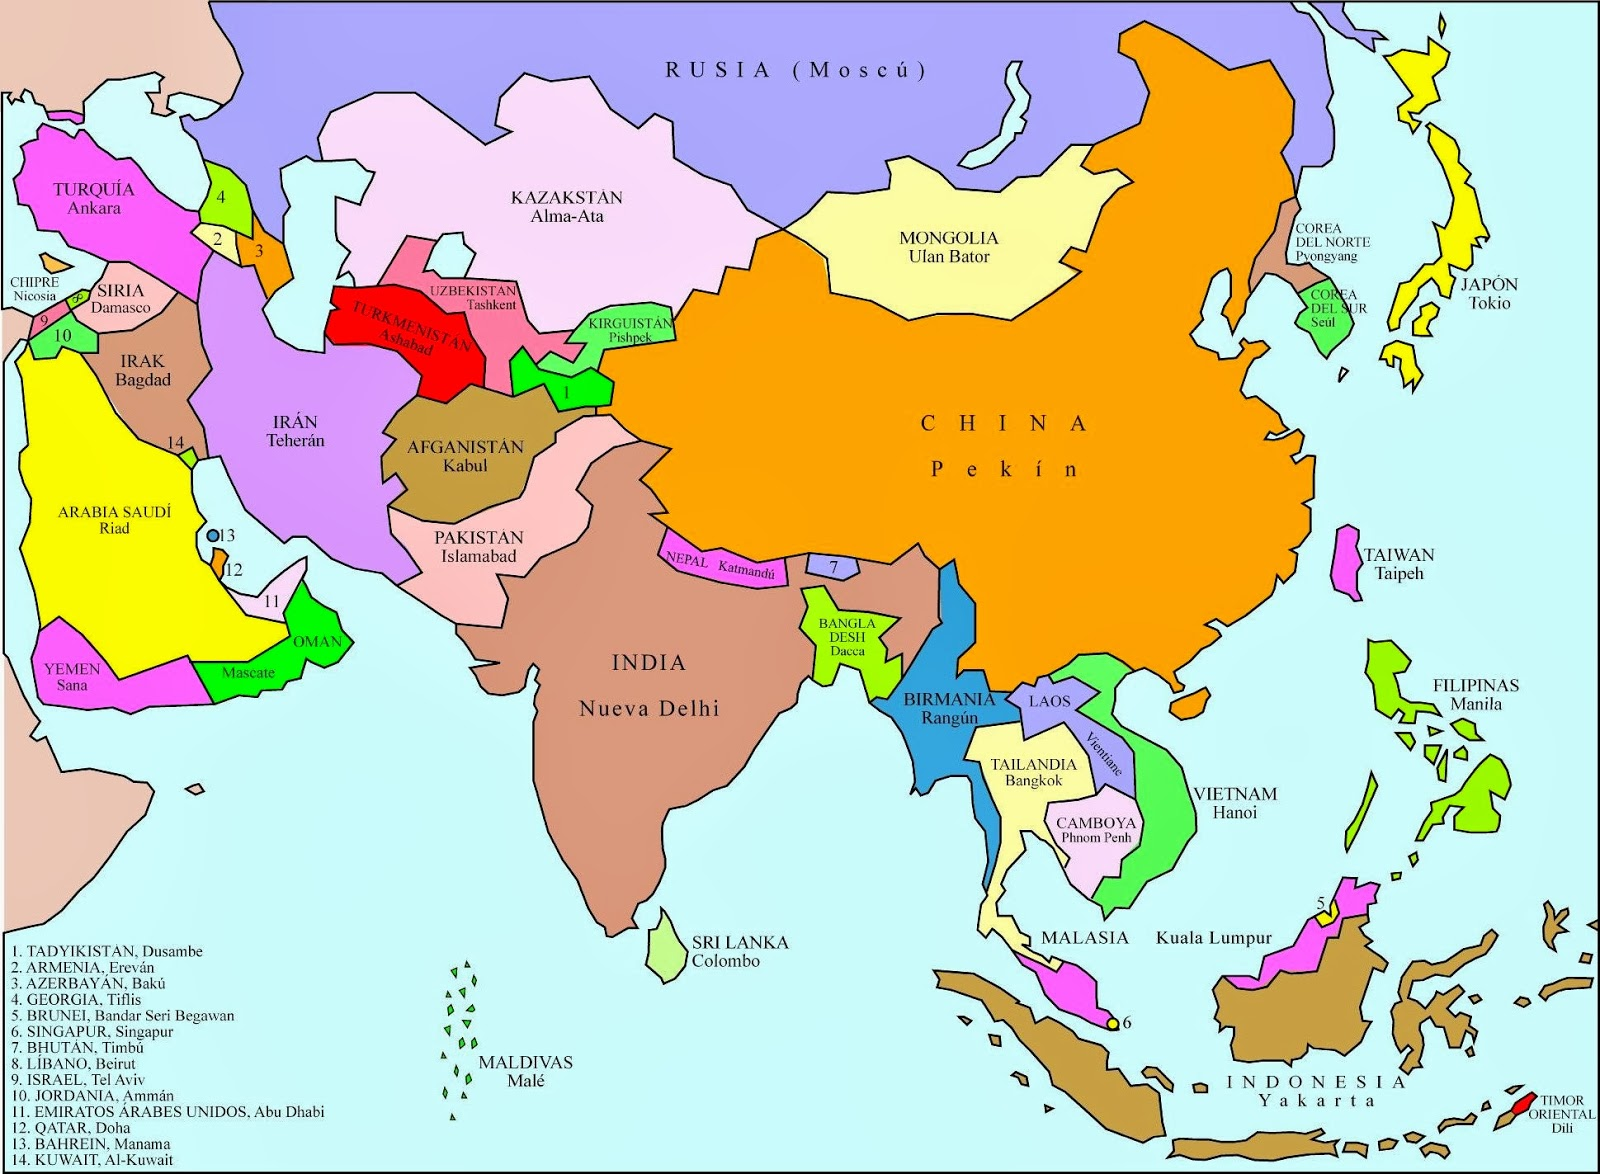 RUSIA (Moscú)
TURQUÍA
Ankara
4
2
3
KAZAKSTÁN
Alma-Ata
MONGOLIA
Ulan Bator
COREA
DEL NORTE
Pyongyang
CHIPRE
Nicosia
8
SIRIA
Damasco
UZBEKISTAN
Tashkent
JAPÓN
Tokio
COREA
DEL SUR
Seúl
9
10
TURKMENISTÁN
Ashabad
KIRGUISTÁN
Pishpek
IRAK
Bagdad
1
IRÁN
Teherán
CHINA
Pekín
14
AFGANISTÁN
Kabul
ARABIA SAUDÍ
Riad
13
12
11
PAKISTÁN
Islamabad
NEPAL Katmandú
7
TAIWAN
Taipeh
BANGLA
DESH
Dacca
OMAN
Mascate
YEMEN
Sana
INDIA
Nueva Delhi
BIRMANIA
Rangún
LAOS
Vientiane
FILIPINAS
Manila
TAILANDIA
Bangkok
VIETNAM
Hanoi
CAMBOYA
Phnom Penh
5
MALASIA Kuala Lumpur
SRI LANKA
Colombo
6
MALDIVAS
Malé
INDONESIA
Yakarta
TIMOR
ORIENTAL
Dili
1. TADYIKISTAN, Dusambe
2. ARMENIA, Ereván
3. AZERBAYÁN, Bakú
4. GEORGIA, Tiflis
5. BRUNEI, Bandar Seri Begawan
6. SINGAPUR, Singapur
7. BHUTÁN, Timbú
8. LÍBANO, Beirut
9. ISRAEL, Tel Aviv
10. JORDANIA, Ammán
11. EMIRATOS ÁRABES UNIDOS, Abu Dhabi
12. QATAR, Doha
13. BAHREIN, Manama
14. KUWAIT, Al-Kuwait